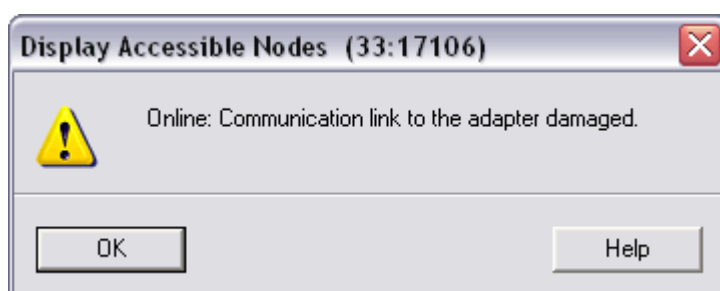 Display Accessible Nodes (33:17106)
Online: Communication link to the adapter damaged.
OK
Help